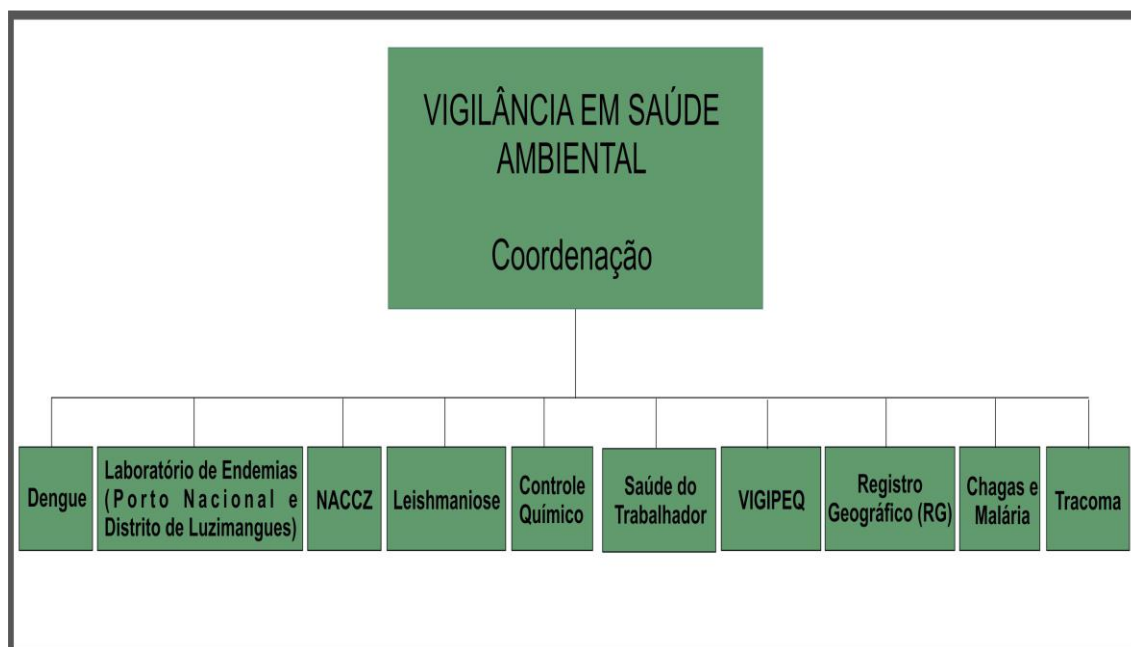 VIGILÂNCIA EM SAÚDE
AMBIENTAL
Coordenação
Dengue
Laboratório de Endemias
(Porto Nacional e
Distrito de Luzimangues)
NACCZ
Leishmaniose
Controle
Químico
Saúde do
Trabalhador
VIGIPEQ
Registro
Geográfico (RG)
Chagas e
Malária
Tracoma